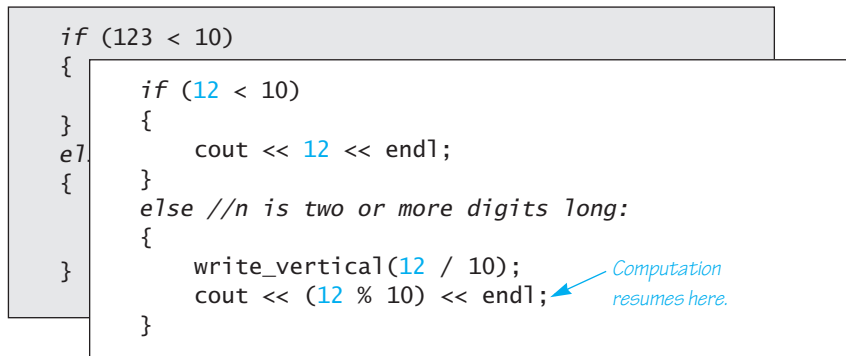 if (123 < 10)
{
}
{
}
if (12 < 10)
{
cout << 12 << endl;
}
else //n is two or more digits long:
{
write_vertical(12 / 10);
cout << (12 % 10) << endl;
}
Computation
resumes here.